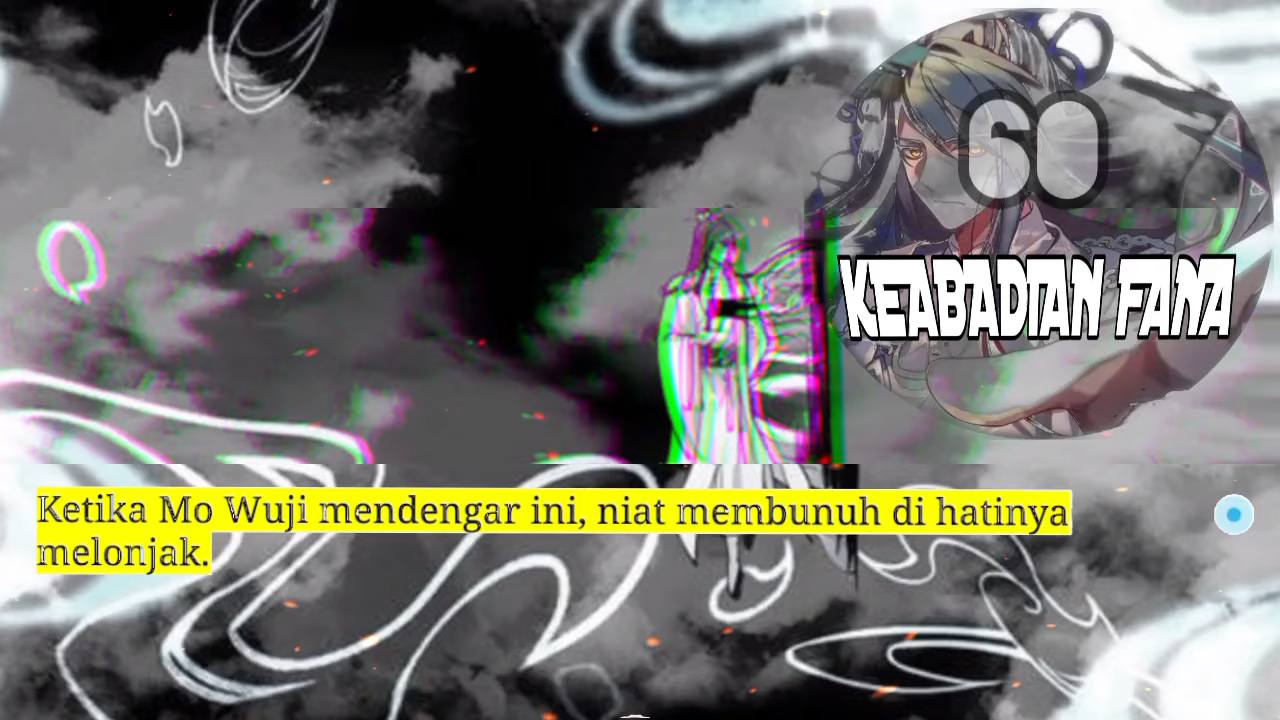 60
KEABADIAN FANA
Ketika Mo Wuji mendengar ini, niat membunuh di hatinya
melonjak.